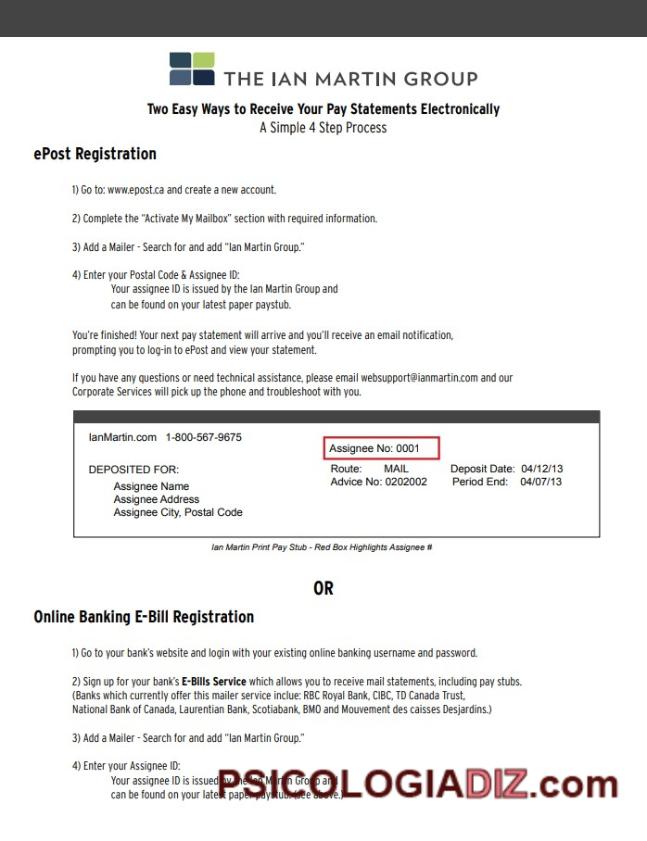 THE IAN MARTIN GROUP
Two Easy Ways to Receive Your Pay Statements Electronically
A Simple 4 Step Process
ePost Registration
1) Go to: www.epost.ca and create a new account.
2) Complete the "Activate My Mailbox" section with required information.
3) Add a Mailer - Search for and add "Ian Martin Group."
4) Enter your Postal Code & Assignee ID:
Your assignee ID is issued by the Ian Martin Group and
can be found on your latest paper paystub.
You're finished! Your next pay statement will arrive and you'll receive an email notification,
prompting you to log-in to ePost and view your statement.
If you have any questions or need technical assistance, please email websupport@ianmartin.com and our
Corporate Services will pick up the phone and troubleshoot with you.
IanMartin.com 1-800-567-9675
Assignee No: 0001
DEPOSITED FOR:
Route: MAIL Deposit Date: 04/12/13
Advice No: 0202002 Period End: 04/07/13
Assignee Name
Assignee Address
Assignee City, Postal Code
Ian Martin Print Pay Stub - Red Box Highlights Assignee #
OR
Online Banking E-Bill Registration
1) Go to your bank's website and login with your existing online banking username and password.
2) Sign up for your bank's E-Bills Service which allows you to receive mail statements, including pay stubs.
(Banks which currently offer this mailer service inclue: RBC Royal Bank, CIBC, TD Canada Trust,
National Bank of Canada, Laurentian Bank, Scotiabank, BMO and Mouvement des caisses Desjardins.)
3) Add a Mailer - Search for and add "Ian Martin Group."
4) Enter your Assignee ID:
Your assignee ID is issued by the Ian Martin Group and
can be found on your latest paper paystub. (see above.)
PSICOLOGIADIZ.com